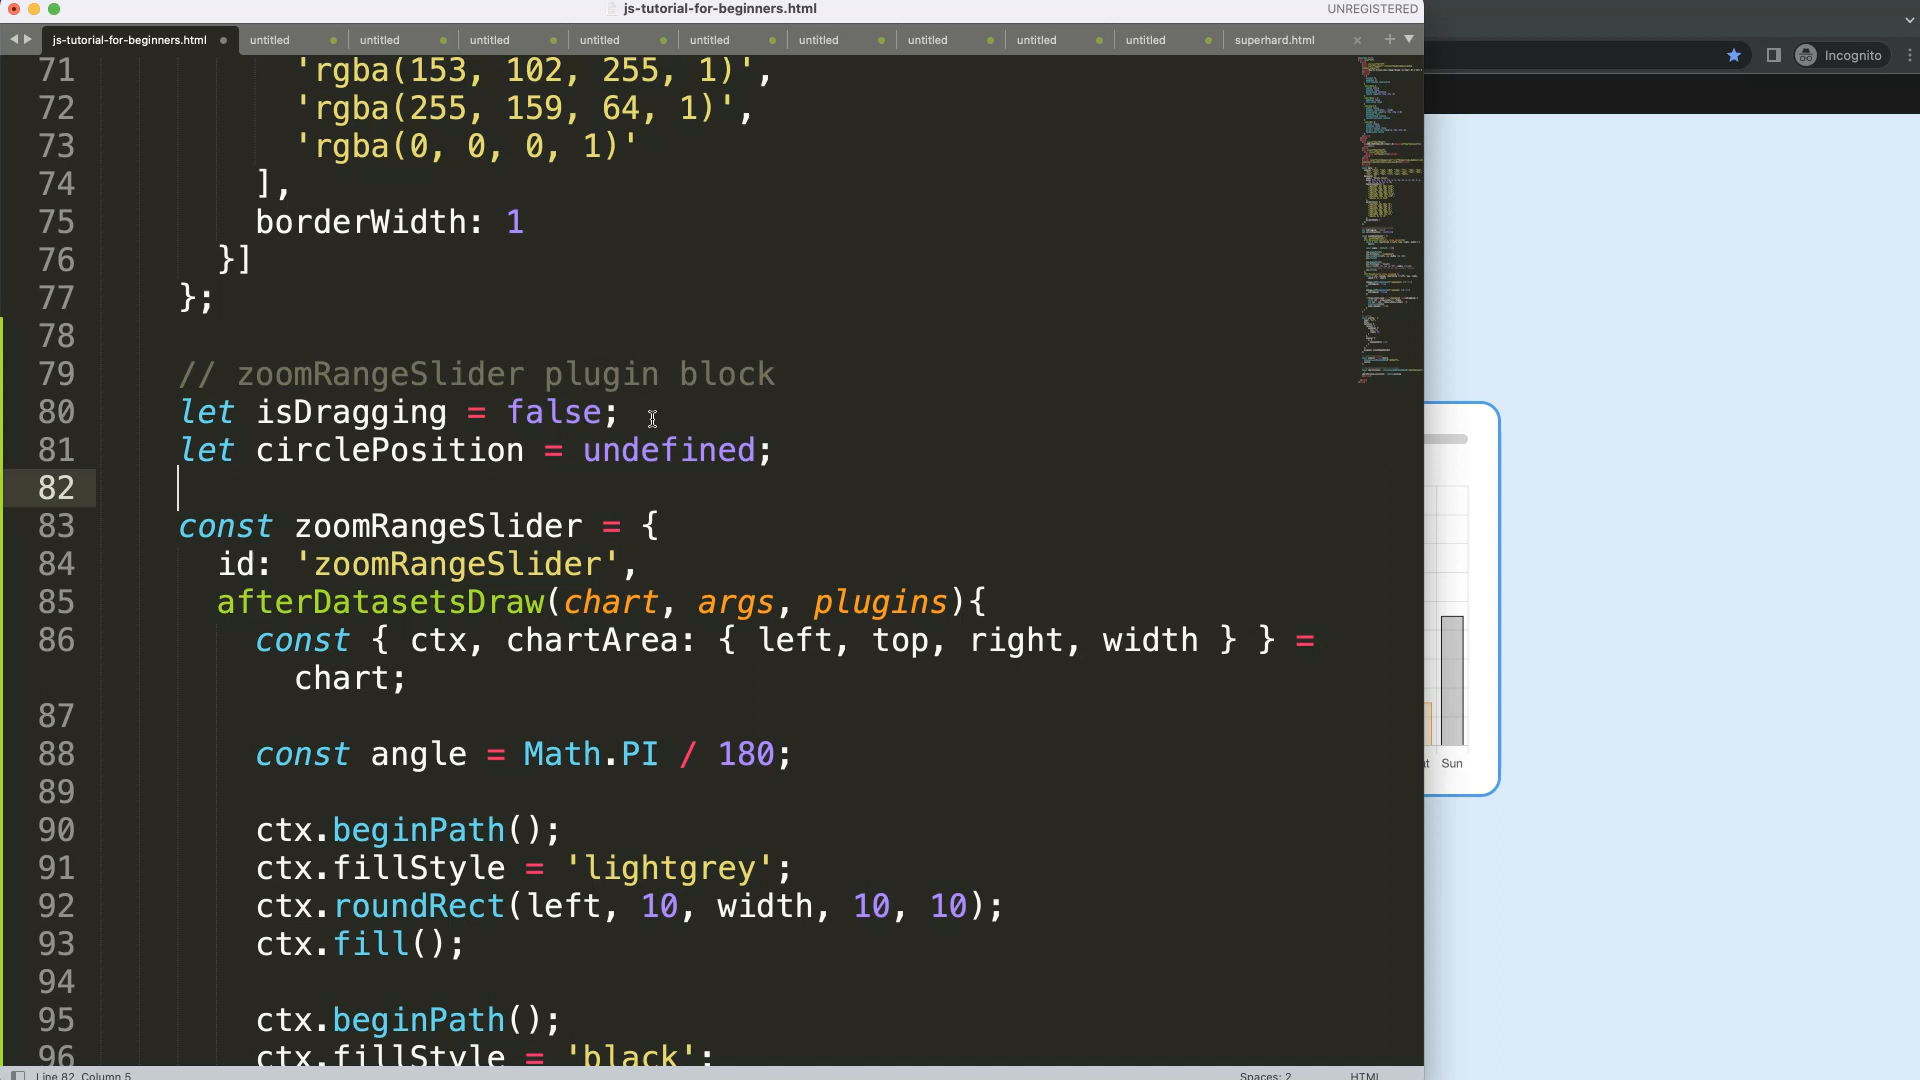 js-tutorial-for-beginners.html
UNREGISTERED
js-tutorial-for-beginners.html untitled untitled untitled untitled untitled untitled untitled untitled untitled superhard.html
Incognito
71 'rgba(153, 102, 255, 1)',
72 'rgba(255, 159, 64, 1)',
73 'rgba(0, 0, 0, 1)'
74 ],
75 borderWidth: 1
76 }]
77 };
78
79 // zoomRangeSlider plugin block
80 let isDragging = false;
81 let circlePosition = undefined;
82
83 const zoomRangeSlider = {
84 id: 'zoomRangeSlider',
85 afterDatasetsDraw(chart, args, plugins){
86 const { ctx, chartArea: { left, top, right, width } } =
chart;
87
88 const angle = Math.PI / 180;
89
90 ctx.beginPath();
91 ctx.fillStyle = 'lightgrey';
92 ctx.roundRect(left, 10, width, 10, 10);
93 ctx.fill();
94
95 ctx.beginPath();
96 ctx.fillStyle = 'black';
Sun
Line 82, Column 5
Spaces: 2
HTML